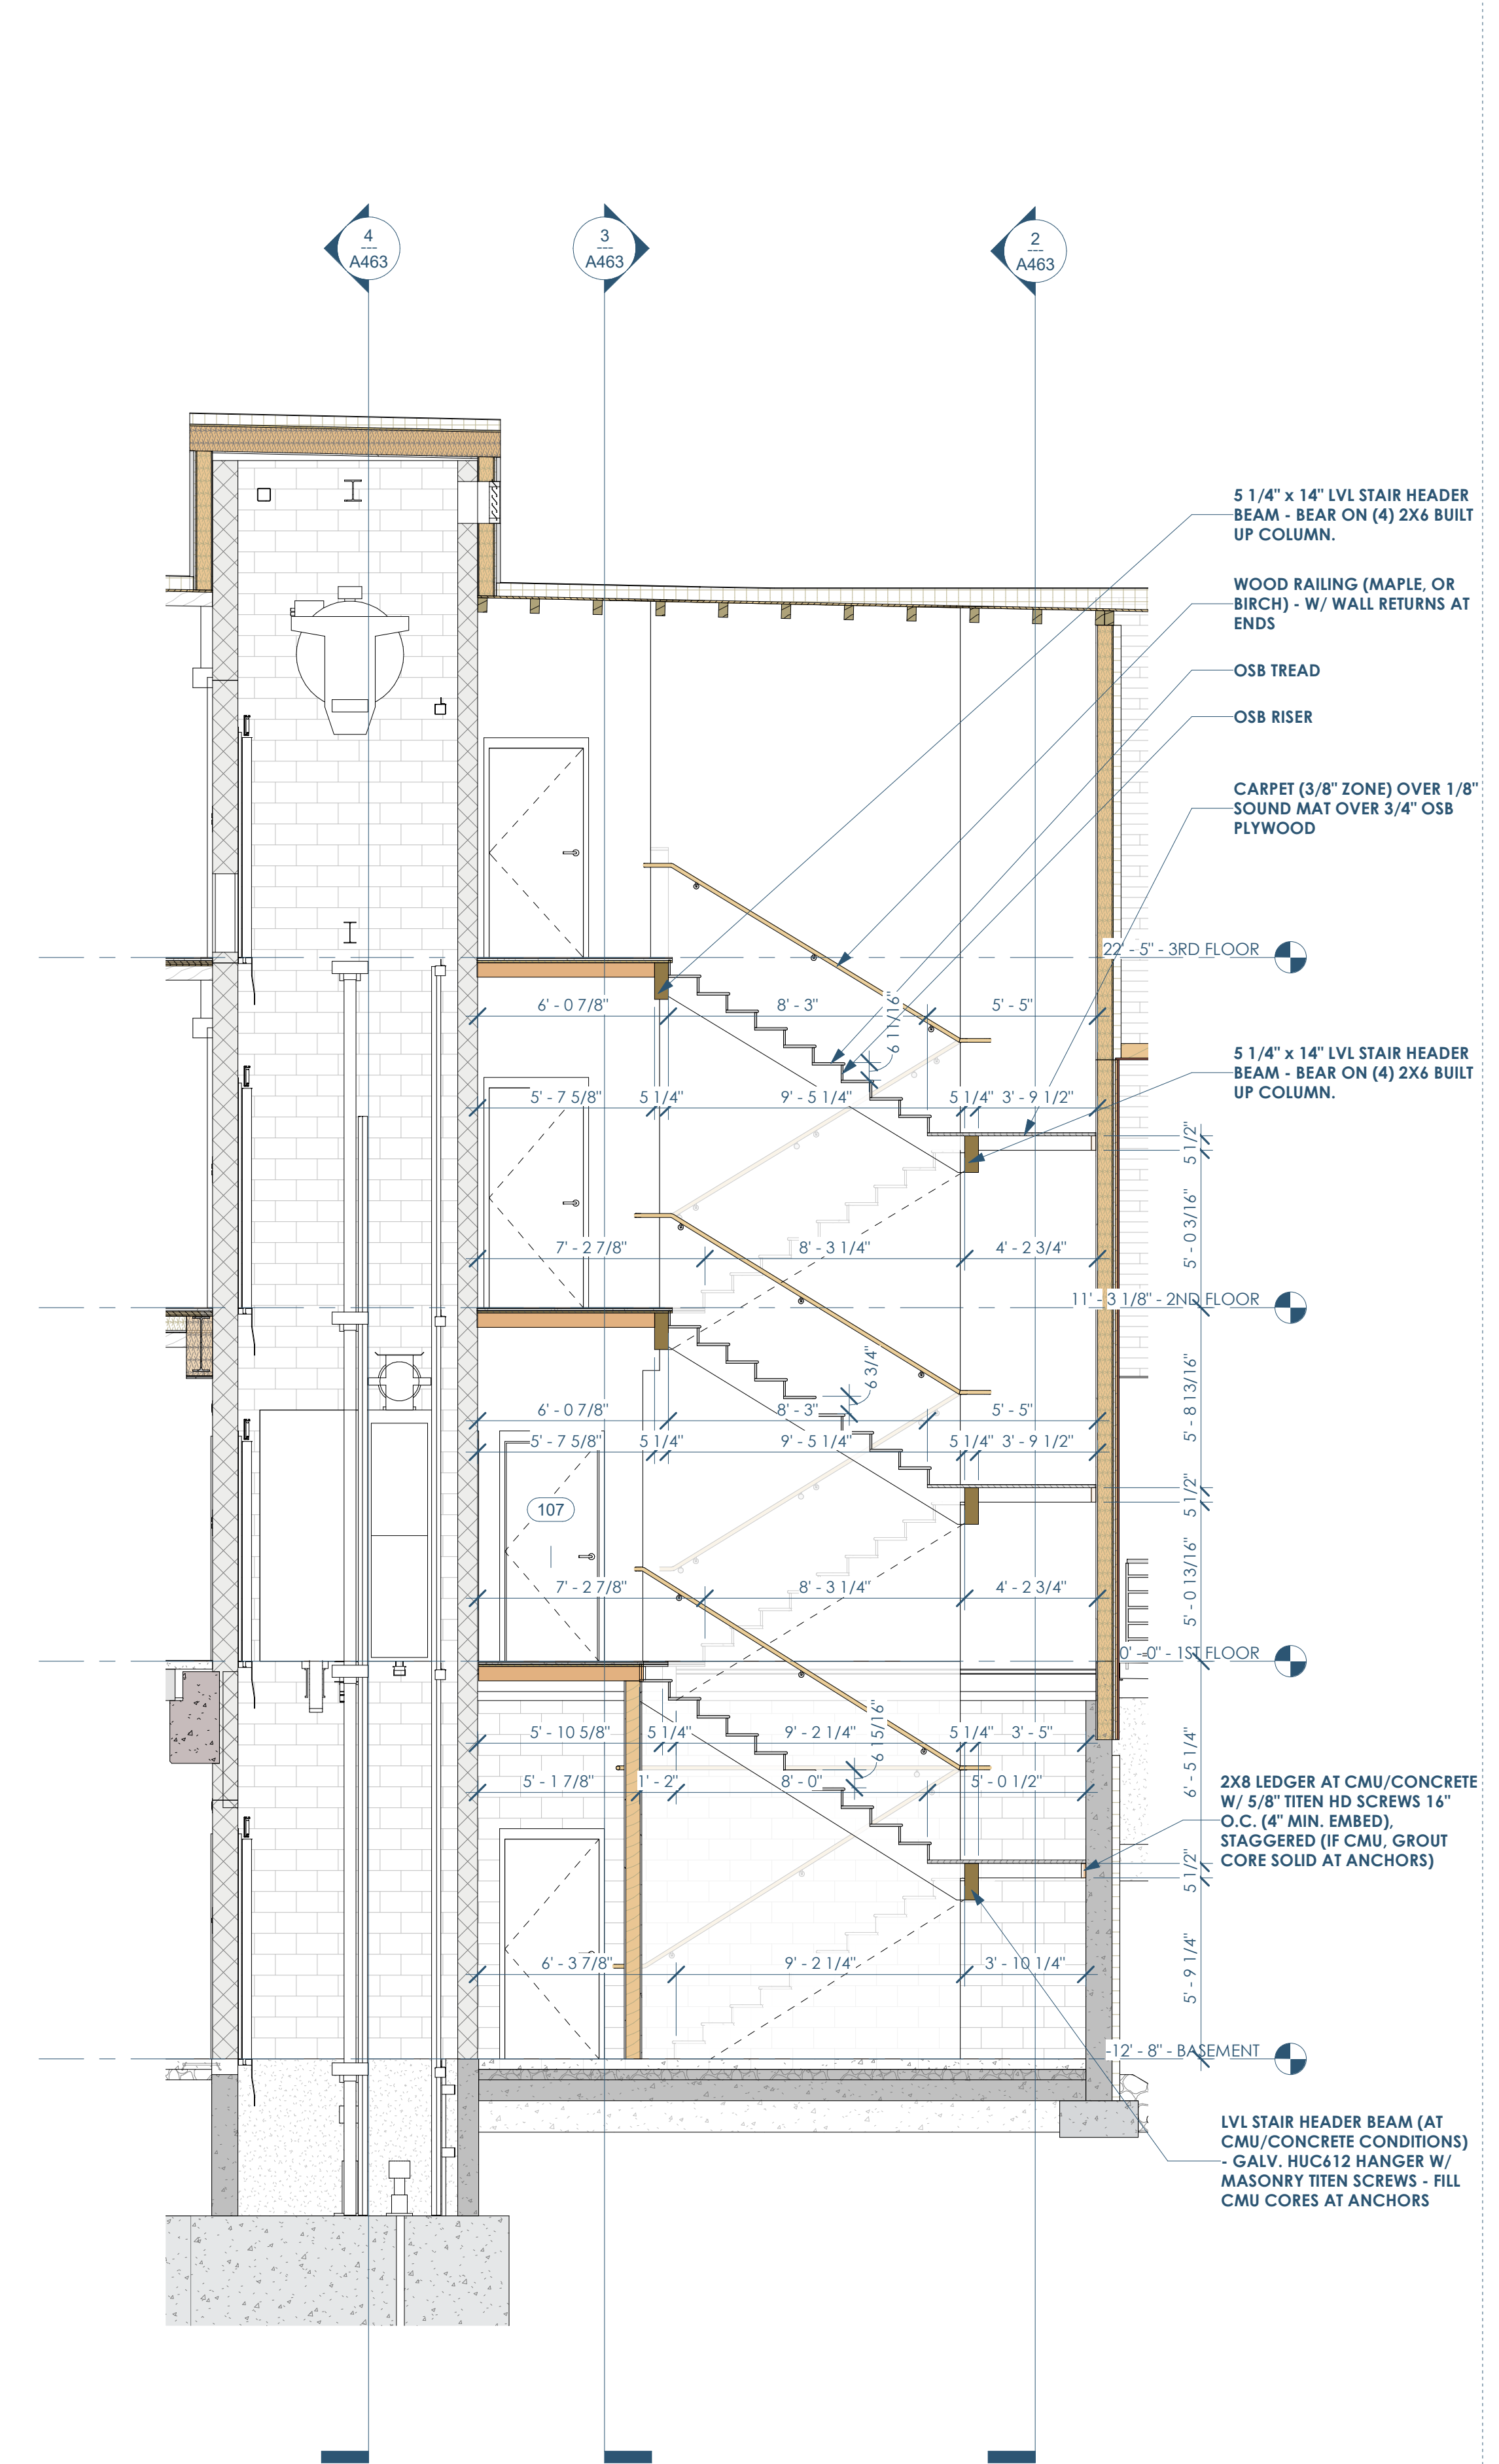 4
---
A463
3
---
A463
2
---
A463
5 1/4" x 14" LVL STAIR HEADER
BEAM - BEAR ON (4) 2X6 BUILT
UP COLUMN.
WOOD RAILING (MAPLE, OR
BIRCH) - W/ WALL RETURNS AT
ENDS
OSB TREAD
OSB RISER
CARPET (3/8" ZONE) OVER 1/8"
SOUND MAT OVER 3/4" OSB
PLYWOOD
22' - 5" - 3RD FLOOR
6' - 0 7/8"
8' - 3"
6 11/16"
5' - 5"
5 1/4" x 14" LVL STAIR HEADER
BEAM - BEAR ON (4) 2X6 BUILT
UP COLUMN.
5' - 7 5/8"
5 1/4"
9' - 5 1/4"
5 1/4"
3' - 9 1/2"
5 1/2"
5' - 0 3/16"
7' - 2 7/8"
8' - 3 1/4"
4' - 2 3/4"
11' - 3 1/8" - 2ND FLOOR
6 3/4"
5' - 8 13/16"
6' - 0 7/8"
8' - 3"
5' - 5"
5' - 7 5/8"
5 1/4"
9' - 5 1/4"
5 1/4"
3' - 9 1/2"
5 1/2"
107
5' - 0 13/16"
7' - 2 7/8"
8' - 3 1/4"
4' - 2 3/4"
0' - 0" - 1ST FLOOR
5' - 10 5/8"
5 1/4"
9' - 2 1/4"
6 15/16"
5 1/4"
3' - 5"
6' - 5 1/4"
5' - 1 7/8"
1' - 2"
8' - 0"
5' - 0 1/2"
2X8 LEDGER AT CMU/CONCRETE
W/ 5/8" TITEN HD SCREWS 16"
O.C. (4" MIN. EMBED),
STAGGERED (IF CMU, GROUT
CORE SOLID AT ANCHORS)
5 1/2"
5' - 9 1/4"
6' - 3 7/8"
9' - 2 1/4"
3' - 10 1/4"
-12' - 8" - BASEMENT
LVL STAIR HEADER BEAM (AT
CMU/CONCRETE CONDITIONS)
- GALV. HUC612 HANGER W/
MASONRY TITEN SCREWS - FILL
CMU CORES AT ANCHORS